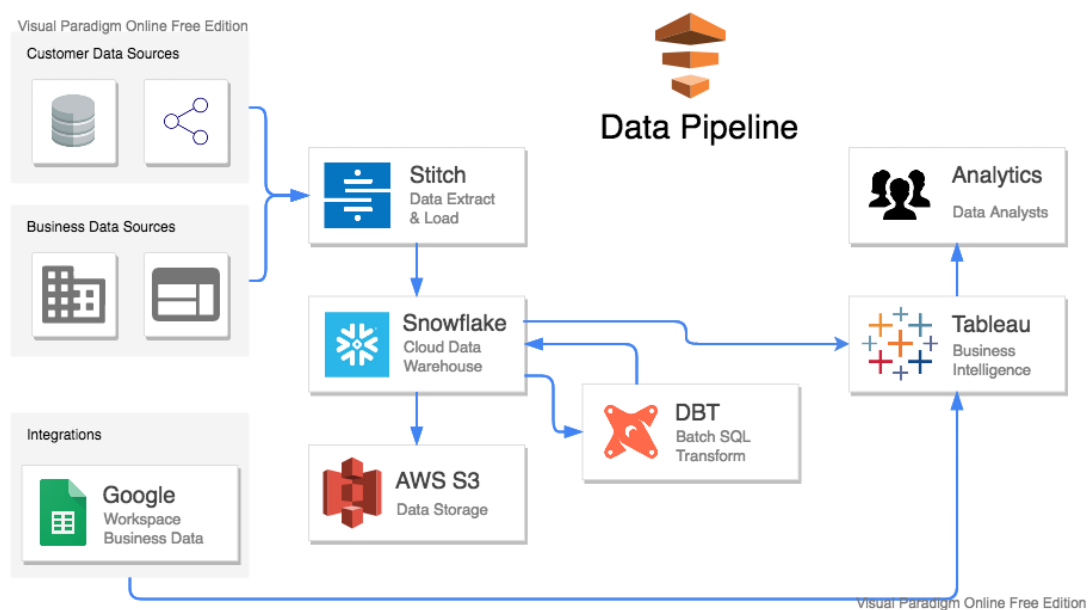 Visual Paradigm Online Free Edition
Customer Data Sources
Data Pipeline
Stitch
Data Extract
& Load
Analytics
Data Analysts
Business Data Sources
Snowflake
Cloud Data
Warehouse
Tableau
Business
Intelligence
DBT
Batch SQL
Transform
Integrations
Google
Workspace
Business Data
AWS S3
Data Storage
Visual Paradigm Online Free Edition